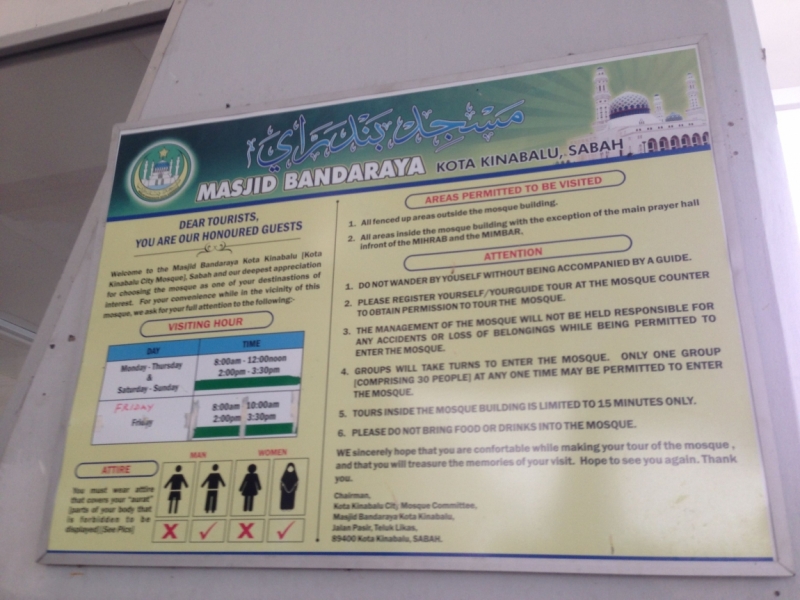 مسجد بندراي
MASJID BANDARAYA KOTA KINABALU, SABAH
DEAR TOURISTS,
YOU ARE OUR HONOURED GUESTS
Welcome to the Masjid Bandaraya Kota Kinabalu [Kota
Kinabalu City Mosque], Sabah and our deepest appreciation
for choosing the mosque as one of your destinastions of
interest. For your convenience while in the vicinity of this
mosque, we ask for your full attention to the following:-
VISITING HOUR
DAY TIME
Monday - Thursday
&
Saturday - Sunday
8:00am - 12:00noon
2:00pm - 3:30pm
FRIDAY
Friday
8:00am 10:00am
2:00pm 3:30pm
MAN WOMEN
ATTIRE
You must wear attire
that covers your "aurat"
[parts of your body that
is forbidden to be
displayed][See Pics]
X ✓ X ✓
AREAS PERMITTED TO BE VISITED
1. All fenced up areas outside the mosque building.
2. All areas inside the mosque building with the exception of the main prayer hall
infront of the MIHRAB and the MIMBAR.
ATTENTION
1. DO NOT WANDER BY YOUSELF WITHOUT BEING ACCOMPANIED BY A GUIDE.
2. PLEASE REGISTER YOURSELF/YOURGUIDE TOUR AT THE MOSQUE COUNTER
TO OBTAIN PERMISSION TO TOUR THE MOSQUE.
3. THE MANAGEMENT OF THE MOSQUE WILL NOT BE HELD RESPONSIBLE FOR
ANY ACCIDENTS OR LOSS OF BELONGINGS WHILE BEING PERMITTED TO
ENTER THE MOSQUE.
4. GROUPS WILL TAKE TURNS TO ENTER THE MOSQUE. ONLY ONE GROUP
[COMPRISING 30 PEOPLE] AT ANY ONE TIME MAY BE PERMITTED TO ENTER
THE MOSQUE.
5. TOURS INSIDE THE MOSQUE BUILDING IS LIMITED TO 15 MINUTES ONLY.
6. PLEASE DO NOT BRING FOOD OR DRINKS INTO THE MOSQUE.
WE sincerely hope that you are confortable while making your tour of the mosque ,
and that you will treasure the memories of your visit. Hope to see you again. Thank
you.
Chairman,
Kota Kinabalu City Mosque Committee,
Masjid Bandaraya Kota Kinabalu,
Jalan Pasir, Teluk Likas,
89400 Kota Kinabalu, SABAH.